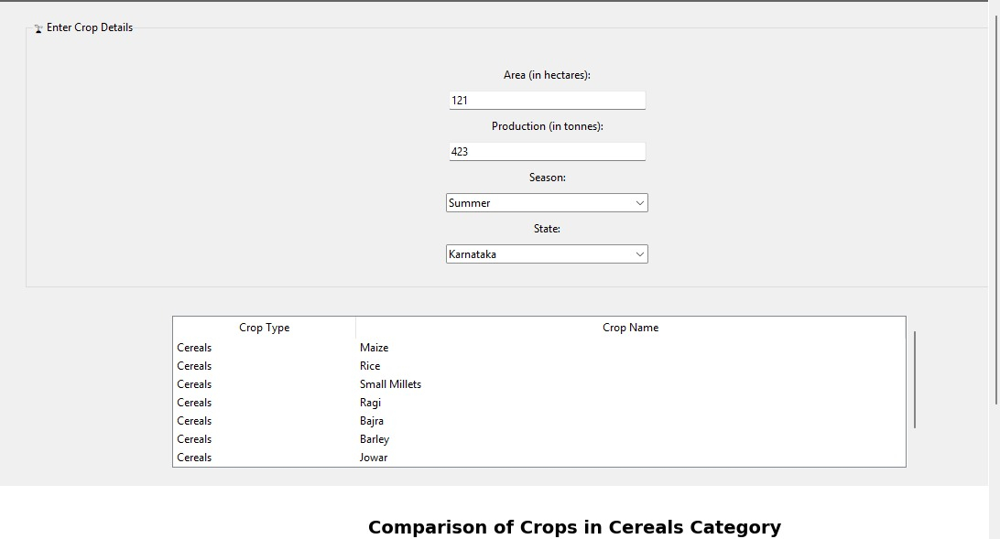 Enter Crop Details
Area (in hectares):
121
Production (in tonnes):
423
Season:
Summer
State:
Karnataka
Crop Type Crop Name
Cereals Maize
Cereals Rice
Cereals Small Millets
Cereals Ragi
Cereals Bajra
Cereals Barley
Cereals Jowar
Comparison of Crops in Cereals Category